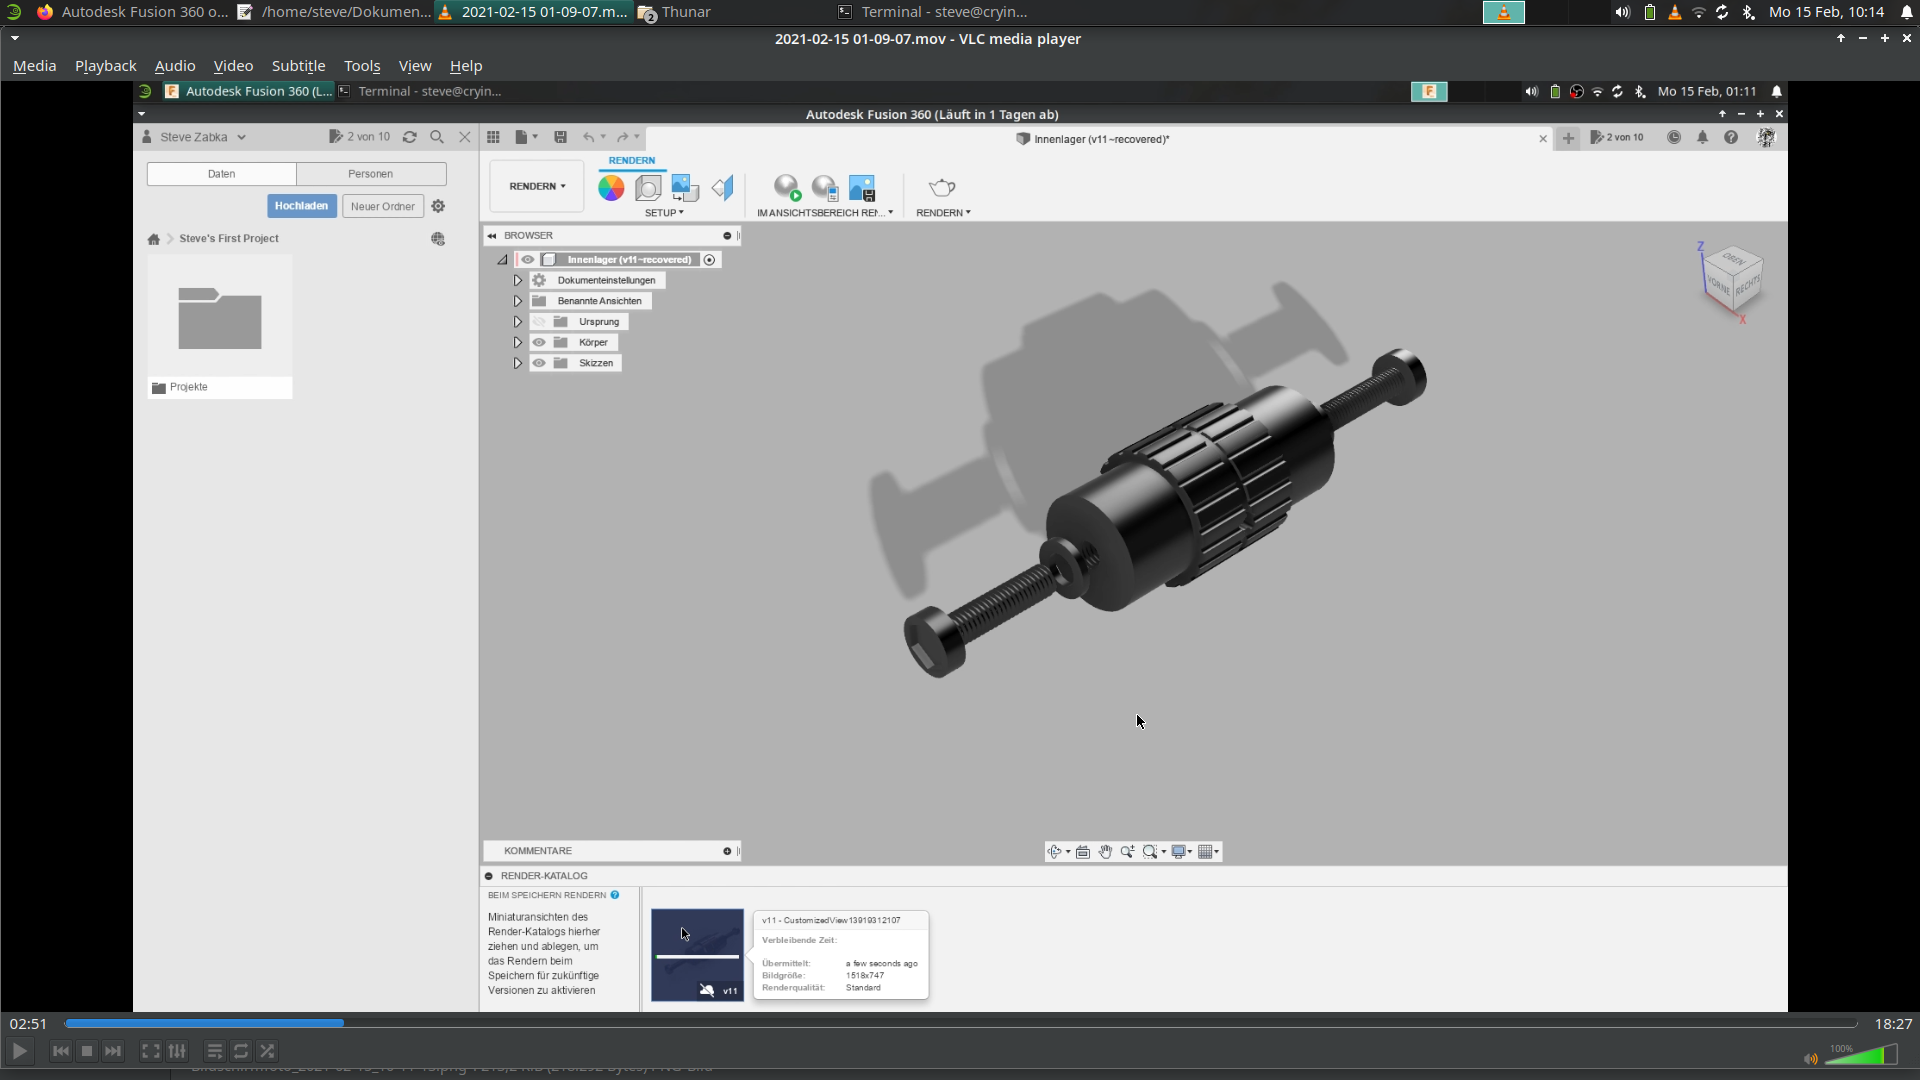 Autodesk Fusion 360 o...
/home/steve/Dokumen...
2021-02-15 01-09-07.m...
2
Thunar
Terminal - steve@cryin...
Mo 15 Feb, 10:14
2021-02-15 01-09-07.mov - VLC media player
Media Playback Audio Video Subtitle Tools View Help
Autodesk Fusion 360 (L...
Terminal - steve@cryin...
Mo 15 Feb, 01:11
Autodesk Fusion 360 (Läuft in 1 Tagen ab)
Steve Zabka
2 von 10
Innenlager (v11~recovered)*
2 von 10
Daten
Personen
Hochladen
Neuer Ordner
Steve's First Project
Projekte
RENDERN
RENDERN
SETUP
IM ANSICHTSBEREICH REN...
RENDERN
BROWSER
Innenlager (v11~recovered)
Dokumenteinstellungen
Benannte Ansichten
Ursprung
Körper
Skizzen
Z
OBEN
VORNE
RECHTS
X
KOMMENTARE
RENDER-KATALOG
BEIM SPEICHERN RENDERN
Miniaturansichten des
Render-Katalogs hierher
ziehen und ablegen, um
das Rendern beim
Speichern für zukünftige
Versionen zu aktivieren
v11
v11 - CustomizedView13919312107
Verbleibende Zeit:
Übermittelt: a few seconds ago
Bildgröße: 1518x747
Renderqualität: Standard
02:51
18:27
100%